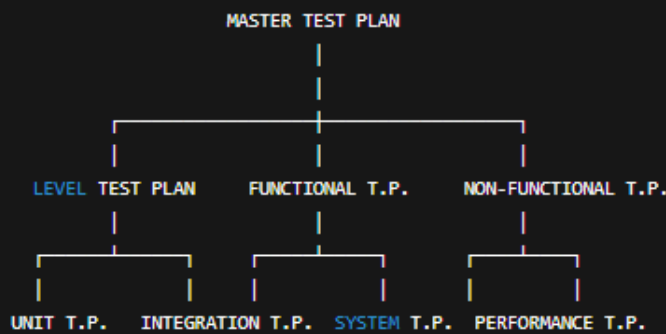 MASTER TEST PLAN
LEVEL TEST PLAN FUNCTIONAL T.P. NON-FUNCTIONAL T.P.
UNIT T.P. INTEGRATION T.P. SYSTEM T.P. PERFORMANCE T.P.